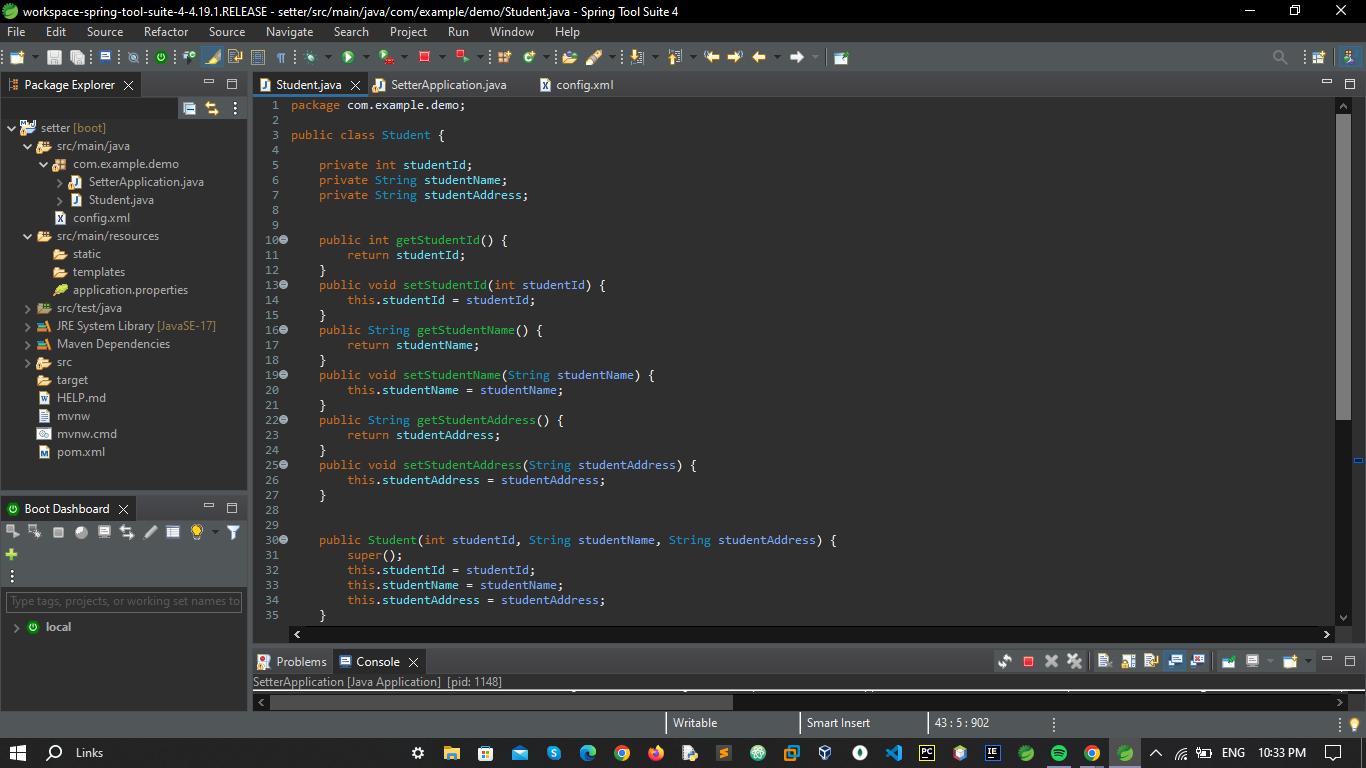 workspace-spring-tool-suite-4-4.19.1.RELEASE - setter/src/main/java/com/example/demo/Student.java - Spring Tool Suite 4
File Edit Source Refactor Source Navigate Search Project Run Window Help
Package Explorer
setter [boot]
src/main/java
com.example.demo
SetterApplication.java
Student.java
config.xml
src/main/resources
static
templates
application.properties
src/test/java
JRE System Library [JavaSE-17]
Maven Dependencies
src
target
HELP.md
mvnw
mvnw.cmd
pom.xml
Boot Dashboard
Type tags, projects, or working set names to
local
Student.java SetterApplication.java config.xml
1 package com.example.demo;
2
3 public class Student {
4
5 private int studentId;
6 private String studentName;
7 private String studentAddress;
8
9
10 public int getStudentId() {
11 return studentId;
12 }
13 public void setStudentId(int studentId) {
14 this.studentId = studentId;
15 }
16 public String getStudentName() {
17 return studentName;
18 }
19 public void setStudentName(String studentName) {
20 this.studentName = studentName;
21 }
22 public String getStudentAddress() {
23 return studentAddress;
24 }
25 public void setStudentAddress(String studentAddress) {
26 this.studentAddress = studentAddress;
27 }
28
29
30 public Student(int studentId, String studentName, String studentAddress) {
31 super();
32 this.studentId = studentId;
33 this.studentName = studentName;
34 this.studentAddress = studentAddress;
35 }
Problems Console
SetterApplication [Java Application] [pid: 1148]
Writable Smart Insert 43 : 5 : 902
Links ENG 10:33 PM